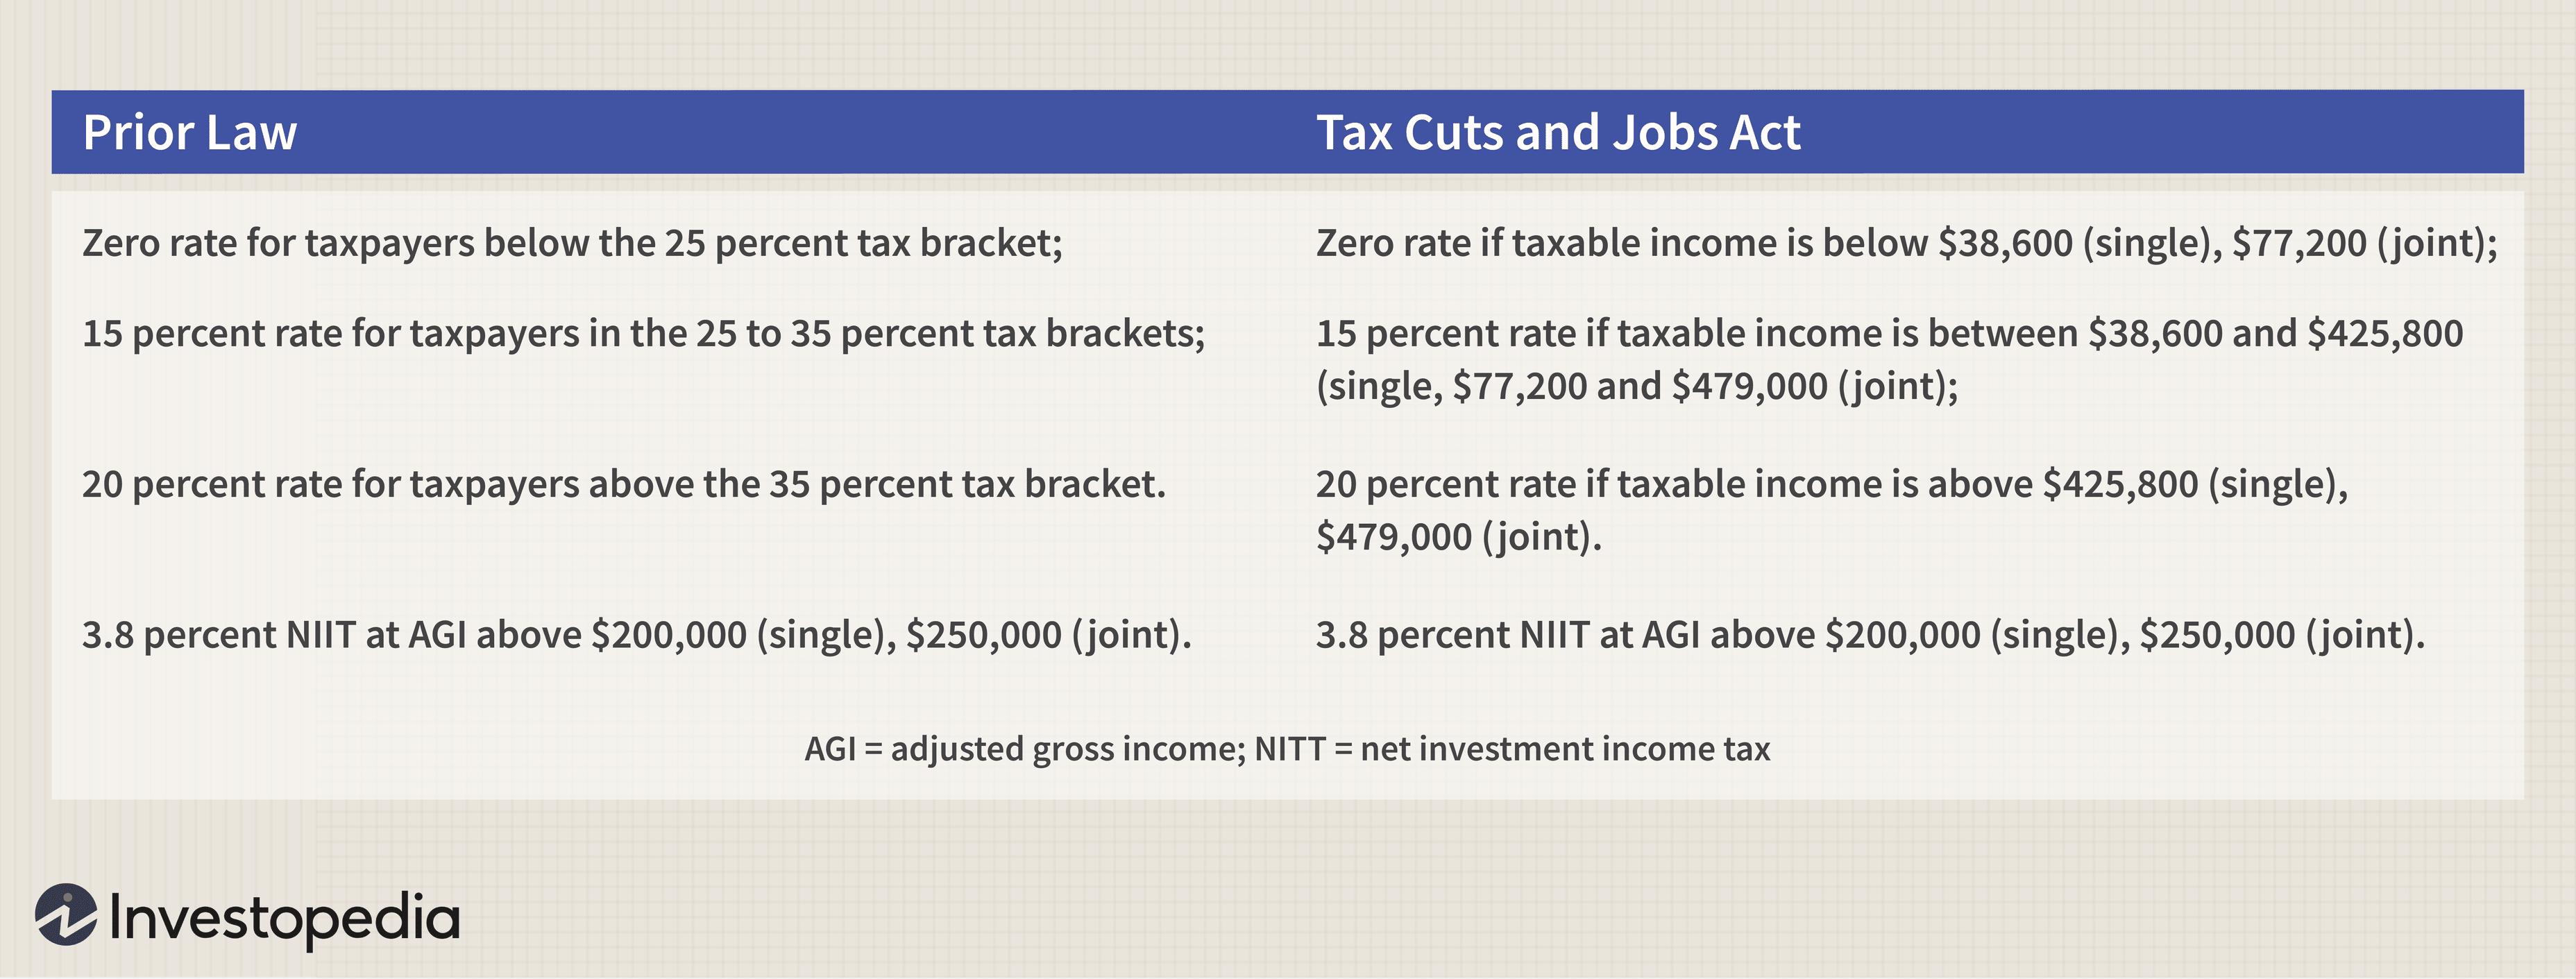 Prior Law
Tax Cuts and Jobs Act
Zero rate for taxpayers below the 25 percent tax bracket;
Zero rate if taxable income is below $38,600 (single), $77,200 (joint);
15 percent rate for taxpayers in the 25 to 35 percent tax brackets;
15 percent rate if taxable income is between $38,600 and $425,800
(single, $77,200 and $479,000 (joint);
20 percent rate for taxpayers above the 35 percent tax bracket.
20 percent rate if taxable income is above $425,800 (single),
$479,000 (joint).
3.8 percent NIIT at AGI above $200,000 (single), $250,000 (joint).
3.8 percent NIIT at AGI above $200,000 (single), $250,000 (joint).
AGI = adjusted gross income; NITT = net investment income tax
Investopedia